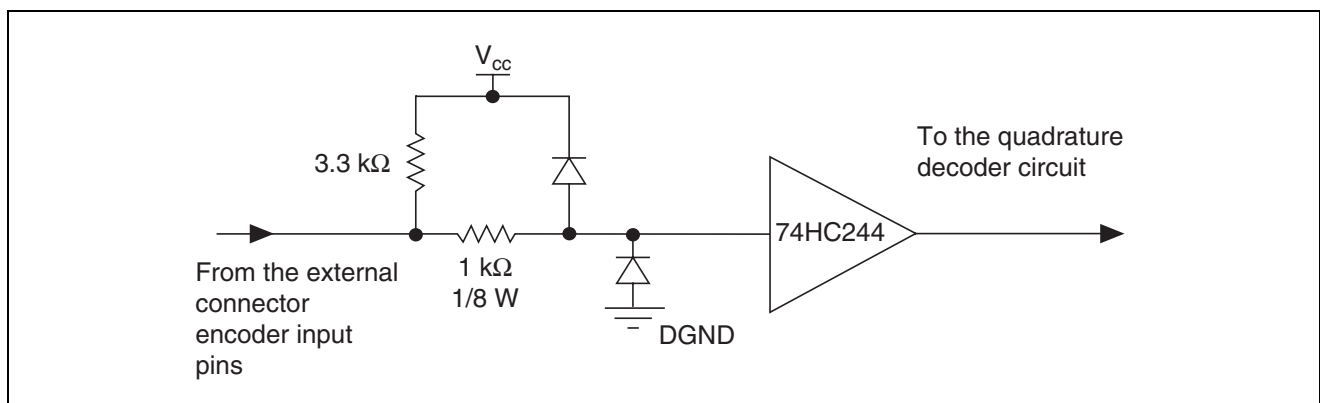 Vcc
3.3 kΩ
To the quadrature
decoder circuit
74HC244
From the external
connector
encoder input
pins
1 kΩ
1/8 W
DGND